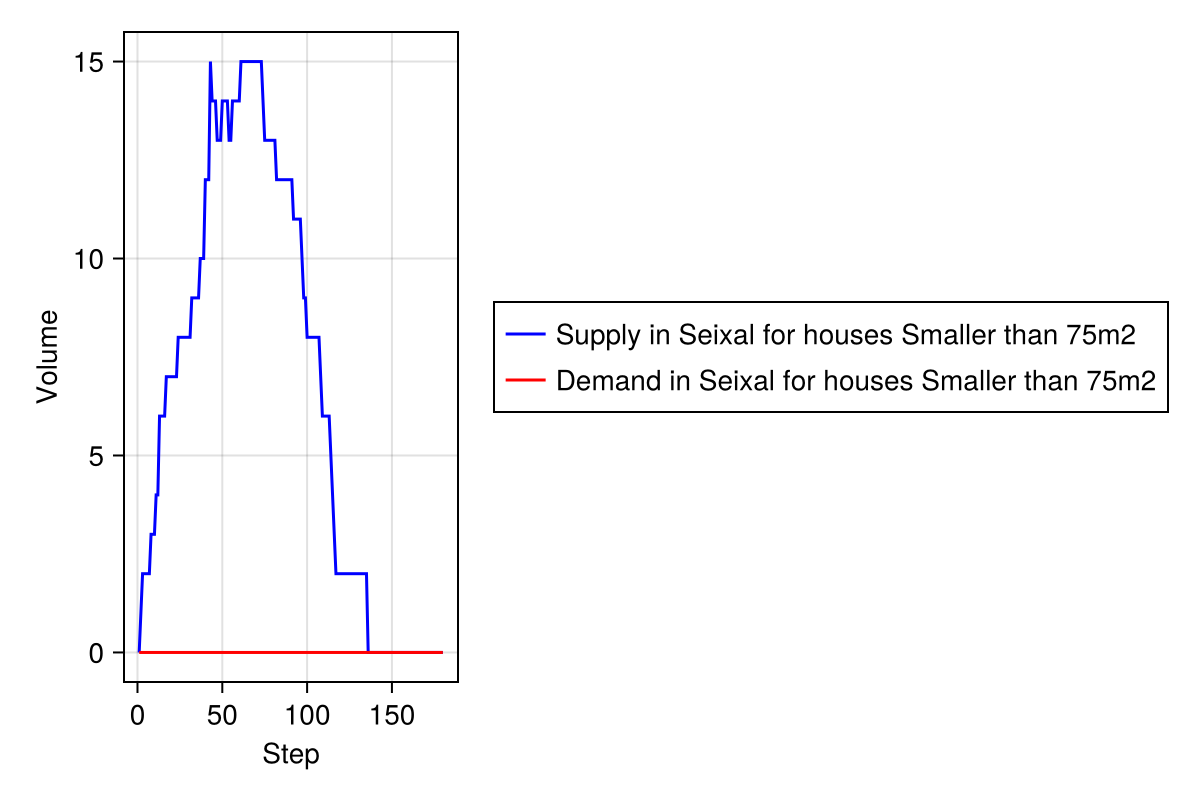 15
10
5
0
Volume
0 50 100 150
Step
Supply in Seixal for houses Smaller than 75m2
Demand in Seixal for houses Smaller than 75m2